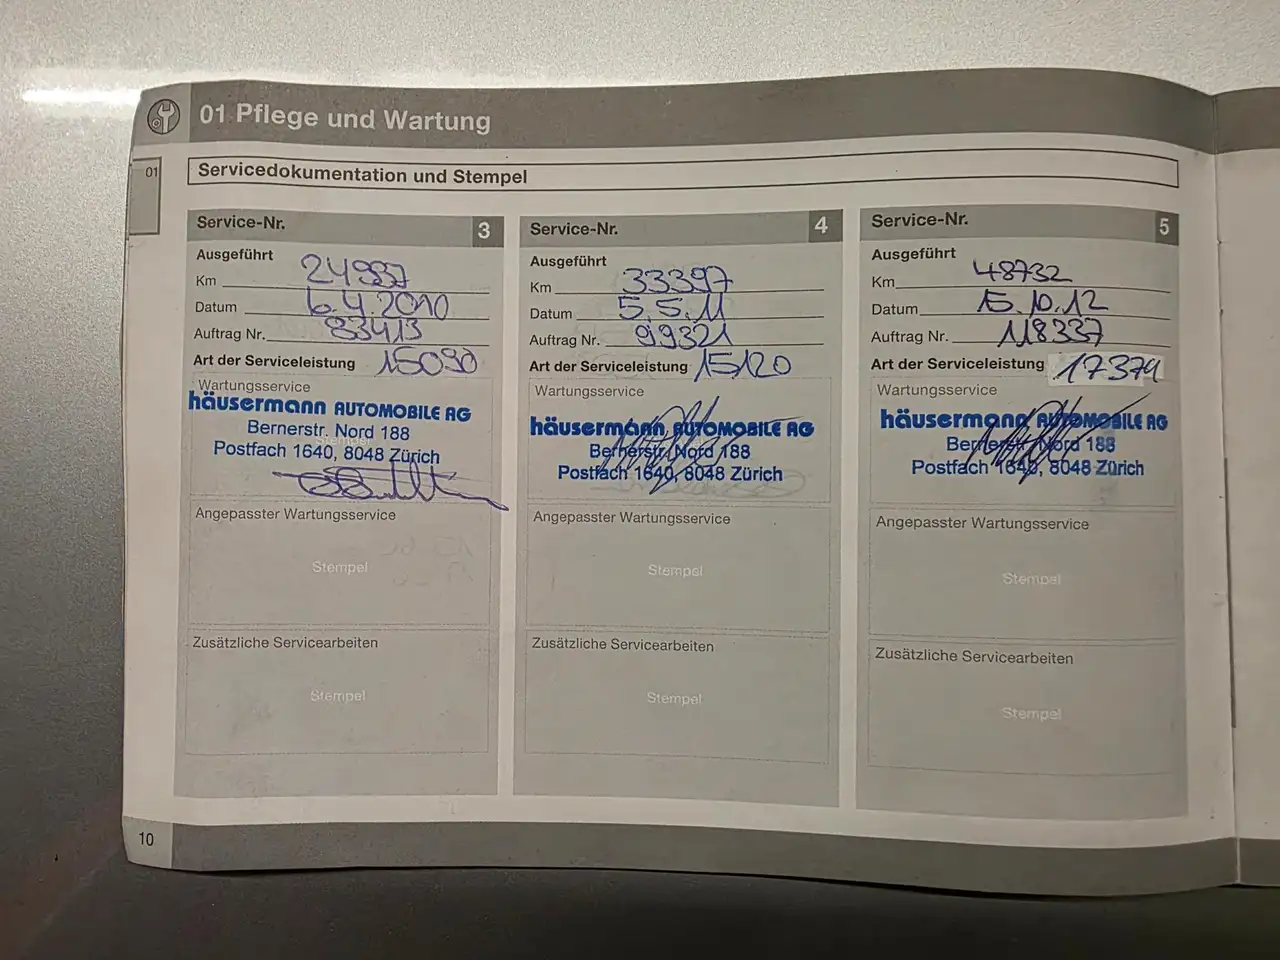 01 Pflege und Wartung
01
Servicedokumentation und Stempel
Service-Nr. 3
Ausgeführt
Km 24937
Datum 6.4.2010
Auftrag Nr. 83413
Art der Serviceleistung 15090
Wartungsservice
häusermann AUTOMOBILE AG
Bernerstr. Nord 188
Postfach 1640, 8048 Zürich
Angepasster Wartungsservice
Stempel
Zusätzliche Servicearbeiten
Stempel
Service-Nr. 4
Ausgeführt
Km 33397
Datum 5.5.11
Auftrag Nr. 99321
Art der Serviceleistung 15120
Wartungsservice
häusermann AUTOMOBILE AG
Bernerstr. Nord 188
Postfach 1640, 8048 Zürich
Angepasster Wartungsservice
Stempel
Zusätzliche Servicearbeiten
Stempel
Service-Nr. 5
Ausgeführt
Km 48732
Datum 15.10.12
Auftrag Nr. 118337
Art der Serviceleistung 17379
Wartungsservice
häusermann AUTOMOBILE AG
Bernerstr. Nord 188
Postfach 1640, 8048 Zürich
Angepasster Wartungsservice
Stempel
Zusätzliche Servicearbeiten
Stempel
10